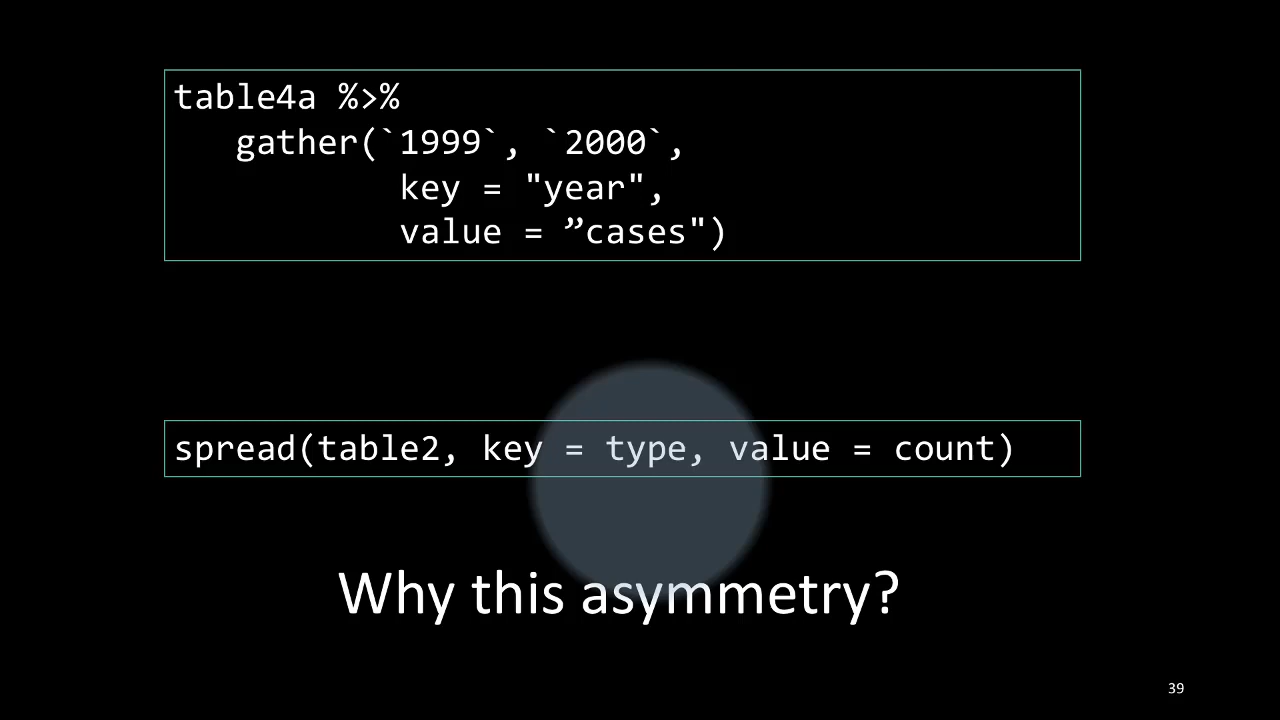 table4a %>%
gather(`1999`, `2000`,
key = "year",
value = ”cases")
spread(table2, key = type, value = count)
Why this asymmetry?
39